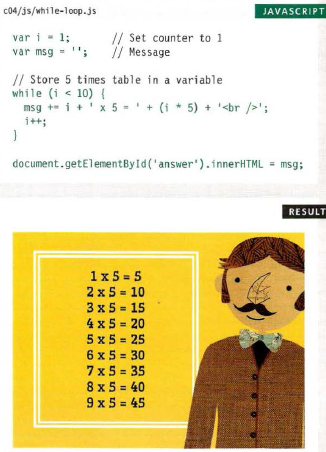 c04/js/while-loop.js JAVASCRIPT
var i = 1; // Set counter to 1
var msg = ''; // Message
// Store 5 times table in a variable
while (i < 10) {
msg += i + ' x 5 = ' + (i * 5) + '<br />';
i++;
}
document.getElementById('answer').innerHTML = msg;
RESULT
1 x 5 = 5
2 x 5 = 10
3 x 5 = 15
4 x 5 = 20
5 x 5 = 25
6 x 5 = 30
7 x 5 = 35
8 x 5 = 40
9 x 5 = 45